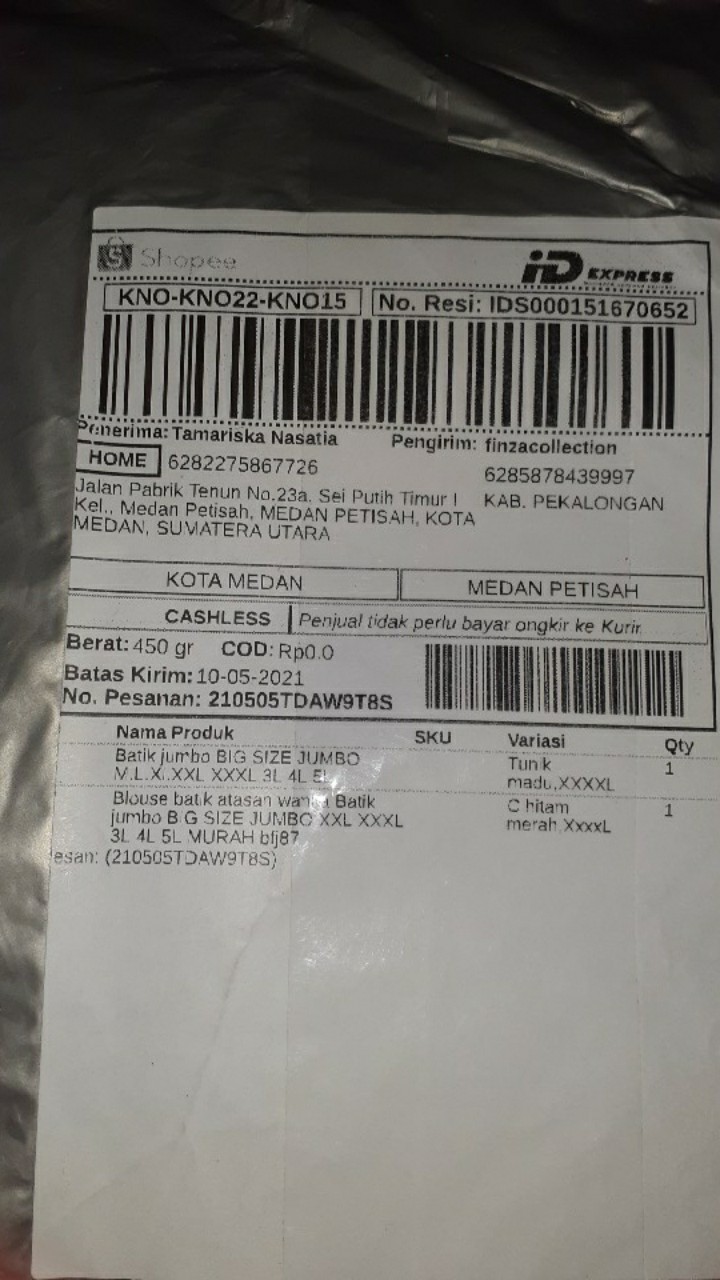 Shopee
iD EXPRESS
KNO-KNO22-KNO15
No. Resi: IDS000151670652
Penerima: Tamariska Nasatia
Pengirim: finzacollection
HOME 6282275867726
6285878439997
Jalan Pabrik Tenun No.23a, Sei Putih Timur I
KAB. PEKALONGAN
Kel., Medan Petisah, MEDAN PETISAH, KOTA
MEDAN, SUMATERA UTARA
KOTA MEDAN
MEDAN PETISAH
CASHLESS Penjual tidak perlu bayar ongkir ke Kurir
Berat: 450 gr COD: Rp0.0
Batas Kirim: 10-05-2021
No. Pesanan: 210505TDAW9T8S
Nama Produk SKU Variasi Qty
Batik jumbo BIG SIZE JUMBO Tunik 1
M,L,XL,XXL XXXL 3L 4L 5L madu,XXXXL
Blouse batik atasan wanita Batik C hitam 1
jumbo BIG SIZE JUMBO XXL XXXL merah,XxxxL
3L 4L 5L MURAH bfj87
esan: (210505TDAW9T8S)